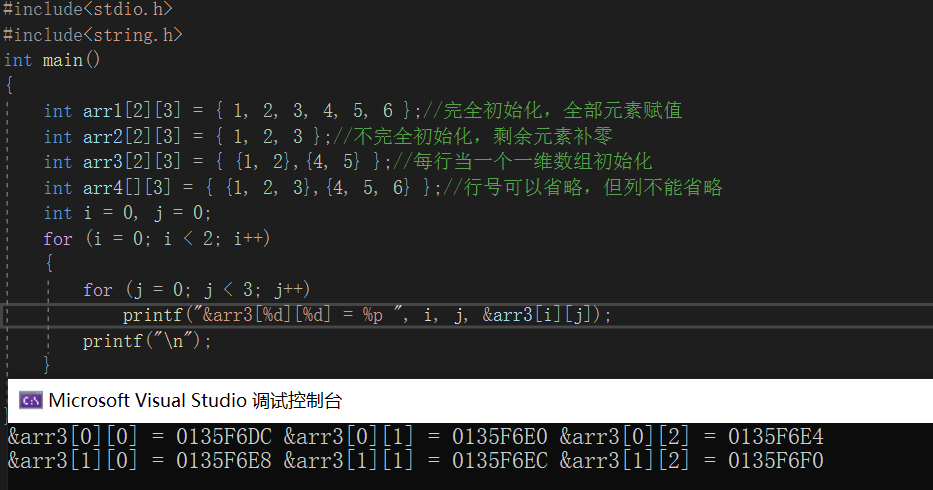 #include<stdio.h>
#include<string.h>
int main()
{
int arr1[2][3] = { 1, 2, 3, 4, 5, 6 };//完全初始化，全部元素赋值
int arr2[2][3] = { 1, 2, 3 };//不完全初始化，剩余元素补零
int arr3[2][3] = { {1, 2},{4, 5} };//每行当一个一维数组初始化
int arr4[][3] = { {1, 2, 3},{4, 5, 6} };//行号可以省略，但列不能省略
int i = 0, j = 0;
for (i = 0; i < 2; i++)
{
for (j = 0; j < 3; j++)
printf("&arr3[%d][%d] = %p ", i, j, &arr3[i][j]);
printf("\n");
}
Microsoft Visual Studio 调试控制台
&arr3[0][0] = 0135F6DC &arr3[0][1] = 0135F6E0 &arr3[0][2] = 0135F6E4
&arr3[1][0] = 0135F6E8 &arr3[1][1] = 0135F6EC &arr3[1][2] = 0135F6F0